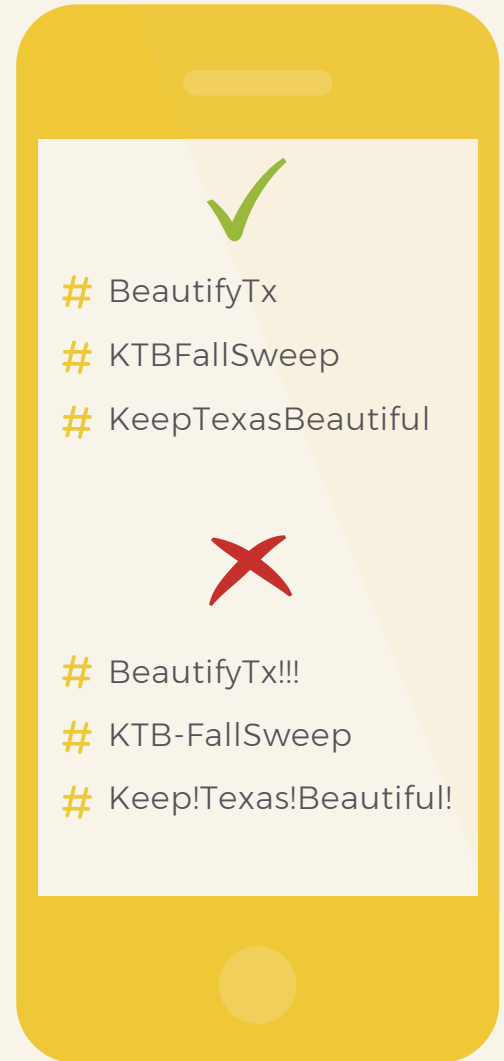 # BeautifyTx
# KTBFallSweep
# KeepTexasBeautiful
# BeautifyTx!!!
# KTB-FallSweep
# Keep!Texas!Beautiful!